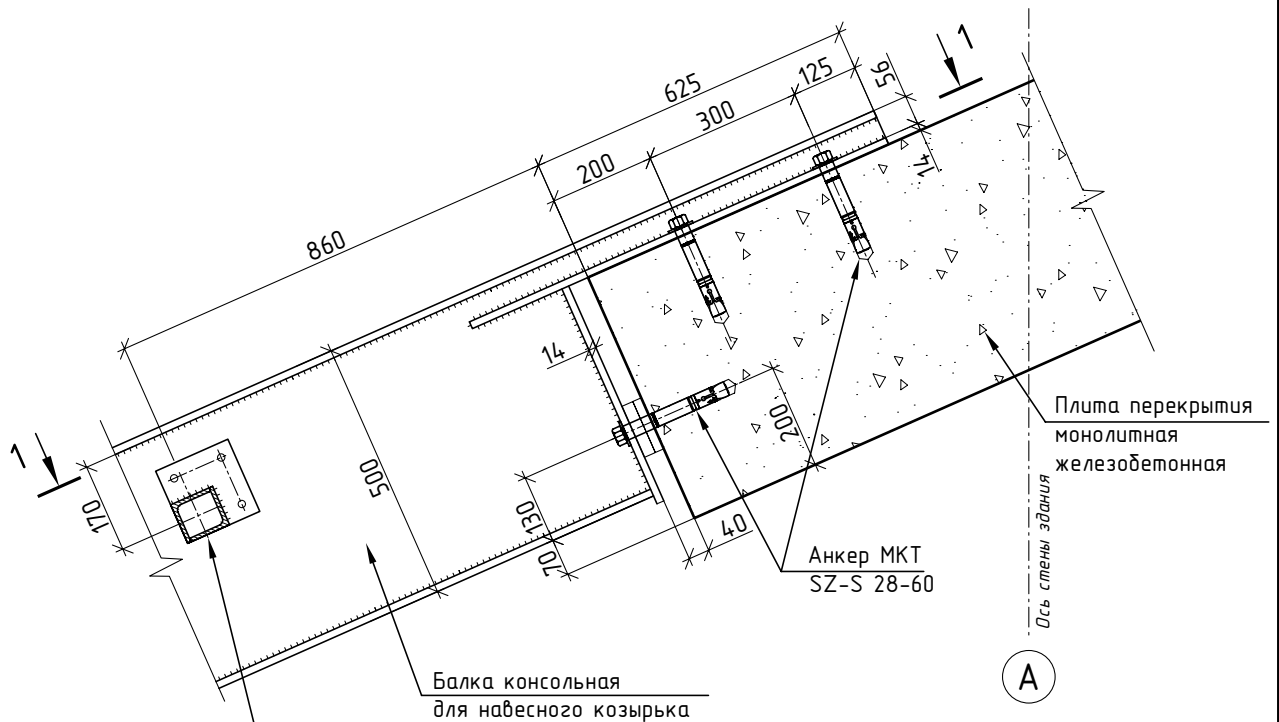 1
625
125
56
300
200
14
860
14
200
Плита перекрытия
монолитная
железобетонная
1
170
500
130
70
40
Анкер МКТ
SZ-S 28-60
Ось стены здания
А
Балка консольная
для навесного козырька